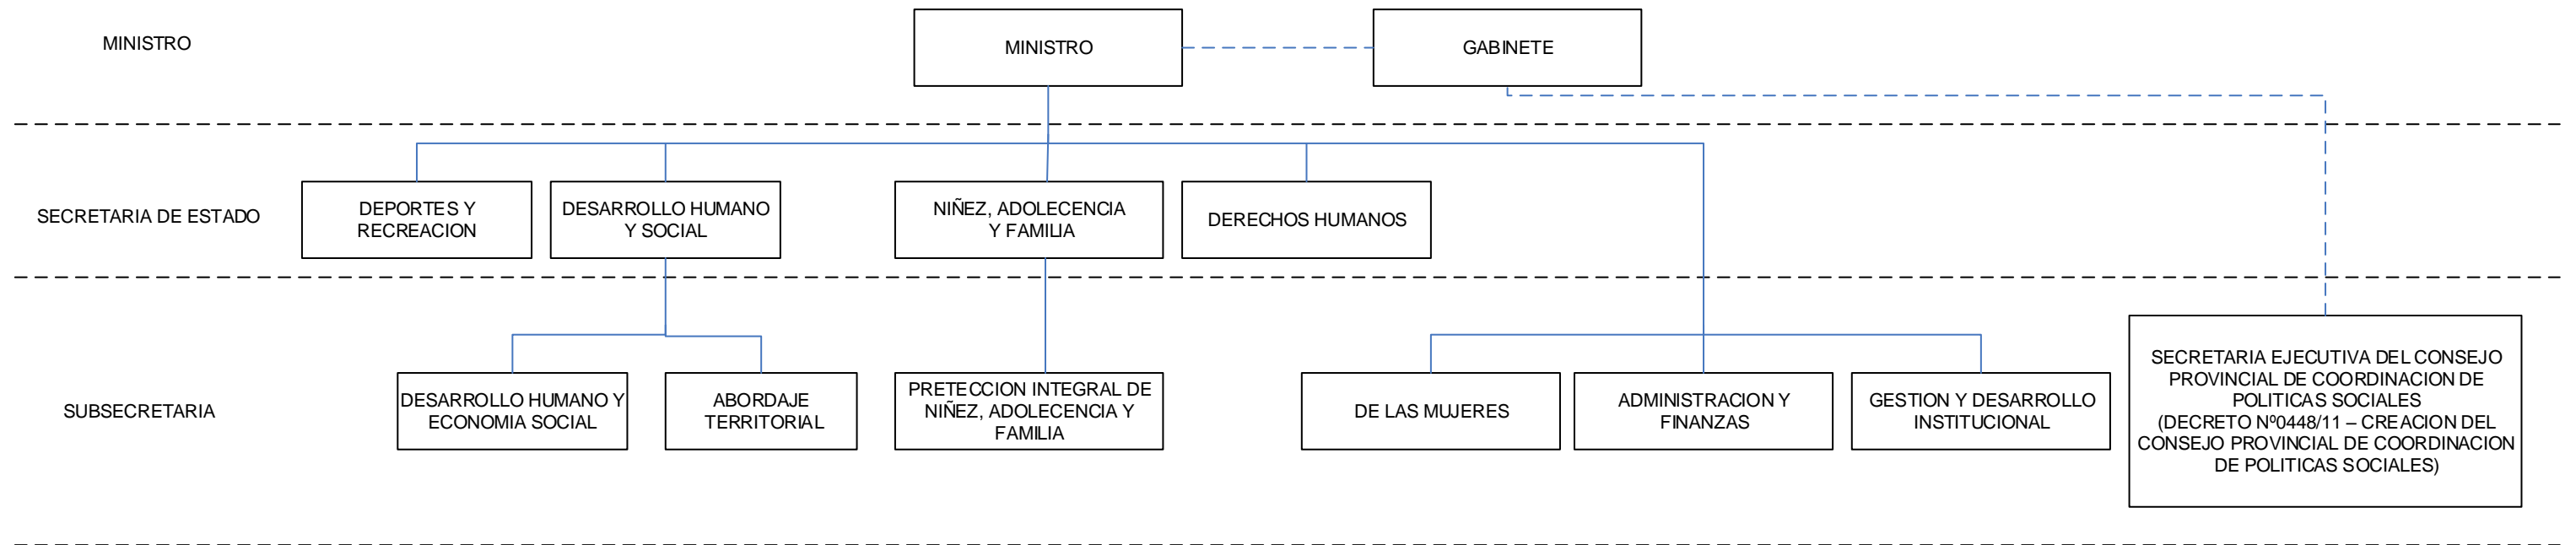 MINISTRO
MINISTRO
GABINETE
SECRETARIA DE ESTADO
DEPORTES Y
RECREACION
DESARROLLO HUMANO
Y SOCIAL
NIÑEZ, ADOLECENCIA
Y FAMILIA
DERECHOS HUMANOS
SUBSECRETARIA
DESARROLLO HUMANO Y
ECONOMIA SOCIAL
ABORDAJE
TERRITORIAL
PRETECCION INTEGRAL DE
NIÑEZ, ADOLECENCIA Y
FAMILIA
DE LAS MUJERES
ADMINISTRACION Y
FINANZAS
GESTION Y DESARROLLO
INSTITUCIONAL
SECRETARIA EJECUTIVA DEL CONSEJO
PROVINCIAL DE COORDINACION DE
POLITICAS SOCIALES
(DECRETO Nº0448/11 – CREACION DEL
CONSEJO PROVINCIAL DE COORDINACION
DE POLITICAS SOCIALES)